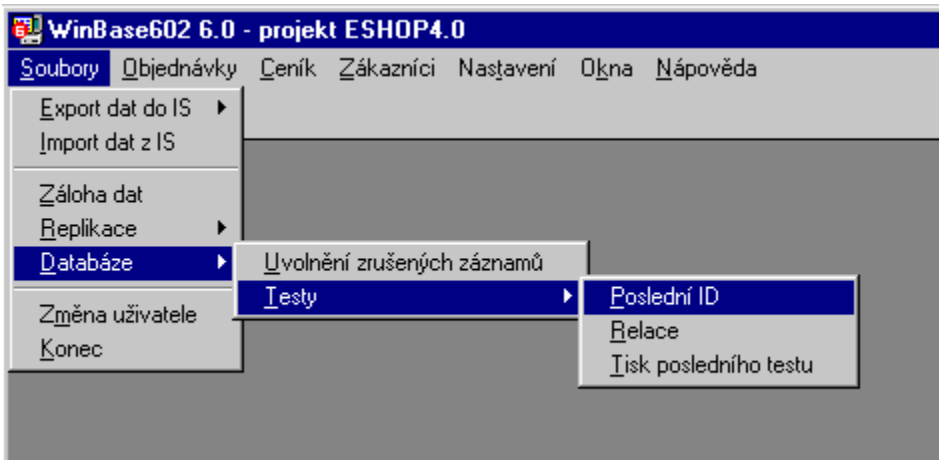 WinBase602 6.0 - projekt ESHOP4.0
Soubory Objednávky Ceník Zákazníci Nastavení Okna Nápověda
Export dat do IS
Import dat z IS
Záloha dat
Replikace
Databáze
Změna uživatele
Konec
Uvolnění zrušených záznamů
Testy
Poslední ID
Relace
Tisk posledního testu